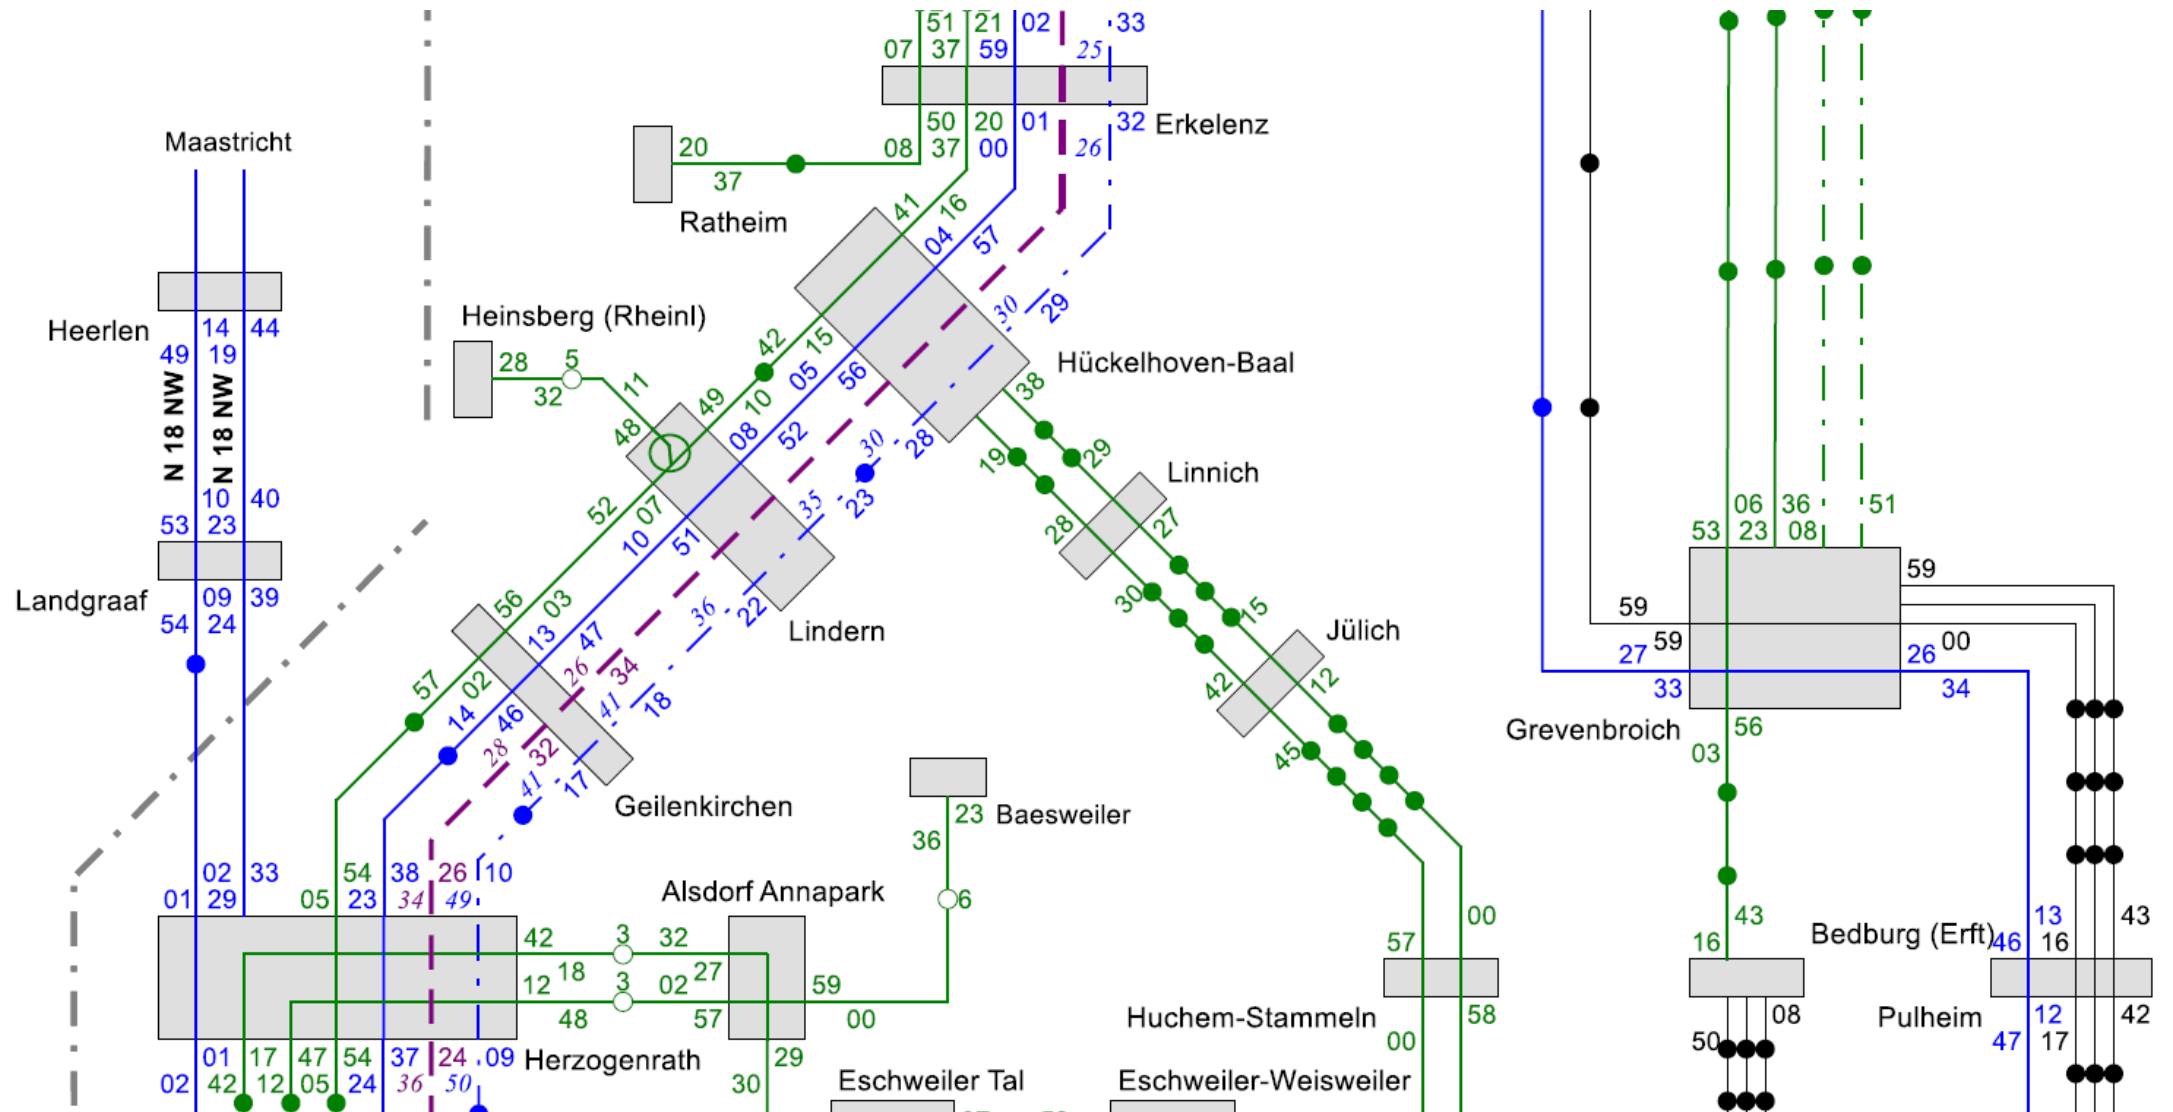 51 21 02 33
07 37 59 25
50 20 01 32 Erkelenz
08 37 00 26
20
37
Ratheim
Maastricht
41 16
04 57
30 29
Hückelhoven-Baal
Heerlen
14 44
49 19
N 18 NW N 18 NW
10 40
53 23
Landgraaf
09 39
54 24
Heinsberg (Rheinl)
28 5 11
32 48
42 15
05 56
30 28
23
38
19
29
Linnich
28 27
49 10
08 52
35
52 07
10 51
36 22
Lindern
30 15
Jülich
42 12
45
56 03
13 47
26 34
41 18
57 02
14 46
28 32
41 17
Geilenkirchen
Baesweiler
23
36
6
02 33
01 29
54 38 26 10
05 23 34 49
Alsdorf Annapark
42 3 32
18 27
12 3 02 59
48 57 00
Herzogenrath
01 17 47 54 37 24 09
02 42 12 05 24 36 50
29
30
Eschweiler Tal
Eschweiler-Weisweiler
00
57
Huchem-Stammeln
58
00
06 36 51
53 23 08
59
59
59 00
27 26
33 34
Grevenbroich
56
03
43
16
Bedburg (Erft)
13 43
46 16
08
50
Pulheim
12 42
47 17